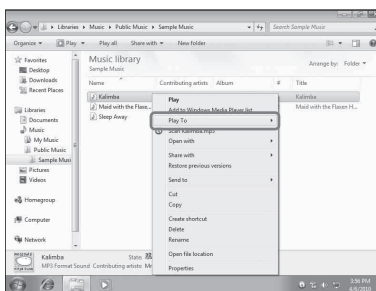 Libraries ▸ Music ▸ Public Music ▸ Sample Music
Search Sample Music
Organize Play Play all Share with New folder
Favorites
Desktop
Downloads
Recent Places
Libraries
Documents
Music
My Music
Public Music
Sample Musi
Pictures
Videos
Homegroup
Computer
Network
Music library
Sample Music
Arrange by: Folder
Name Contributing artists Album # Title
Kalimba Kalimba
Maid with the Flaxe... Maid with the Flaxen H...
Sleep Away
Play
Add to Windows Media Player list
Play To
Scan Kalimba.mp3
Open with
Share with
Restore previous versions
Send to
Cut
Copy
Create shortcut
Delete
Rename
Open file location
Properties
Kalimba State:
MP3 Format Sound Contributing artists: Mr
3:56 PM